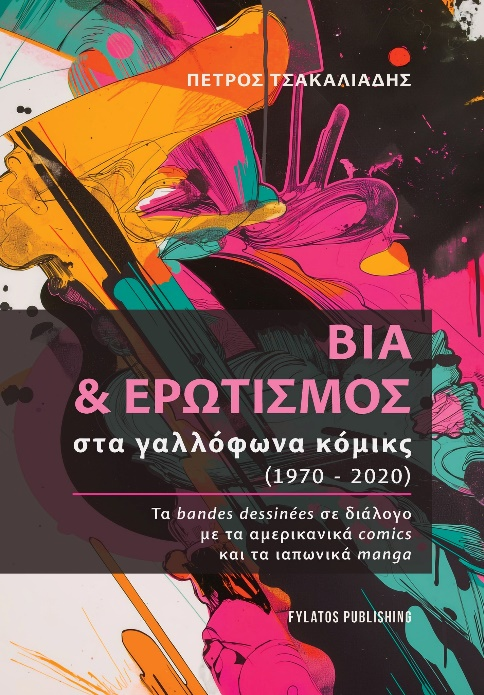 ΠΕΤΡΟΣ ΤΣΑΚΑΛΙΑΔΗΣ
ΒΙΑ
& ΕΡΩΤΙΣΜΟΣ
στα γαλλόφωνα κόμικς
(1970 - 2020)
Τα bandes dessinées σε διάλογο
με τα αμερικανικά comics
και τα ιαπωνικά manga
FYLATOS PUBLISHING